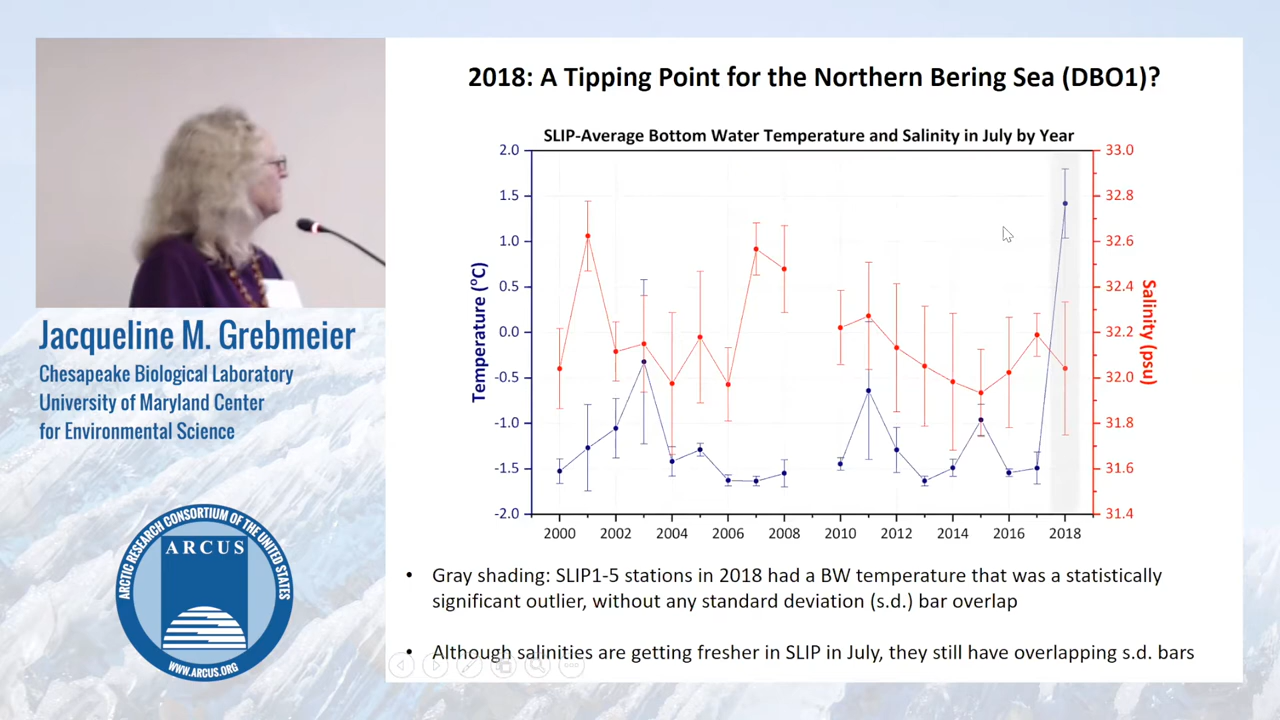 2018: A Tipping Point for the Northern Bering Sea (DBO1)?
SLIP-Average Bottom Water Temperature and Salinity in July by Year
2.0
1.5
1.0
0.5
0.0
-0.5
-1.0
-1.5
-2.0
Temperature (°C)
33.0
32.8
32.6
32.4
32.2
32.0
31.8
31.6
31.4
Salinity (psu)
2000 2002 2004 2006 2008 2010 2012 2014 2016 2018
• Gray shading: SLIP1-5 stations in 2018 had a BW temperature that was a statistically
significant outlier, without any standard deviation (s.d.) bar overlap
• Although salinities are getting fresher in SLIP in July, they still have overlapping s.d. bars
Jacqueline M. Grebmeier
Chesapeake Biological Laboratory
University of Maryland Center
for Environmental Science
ARCTIC RESEARCH CONSORTIUM OF THE UNITED STATES
ARCUS
WWW.ARCUS.ORG